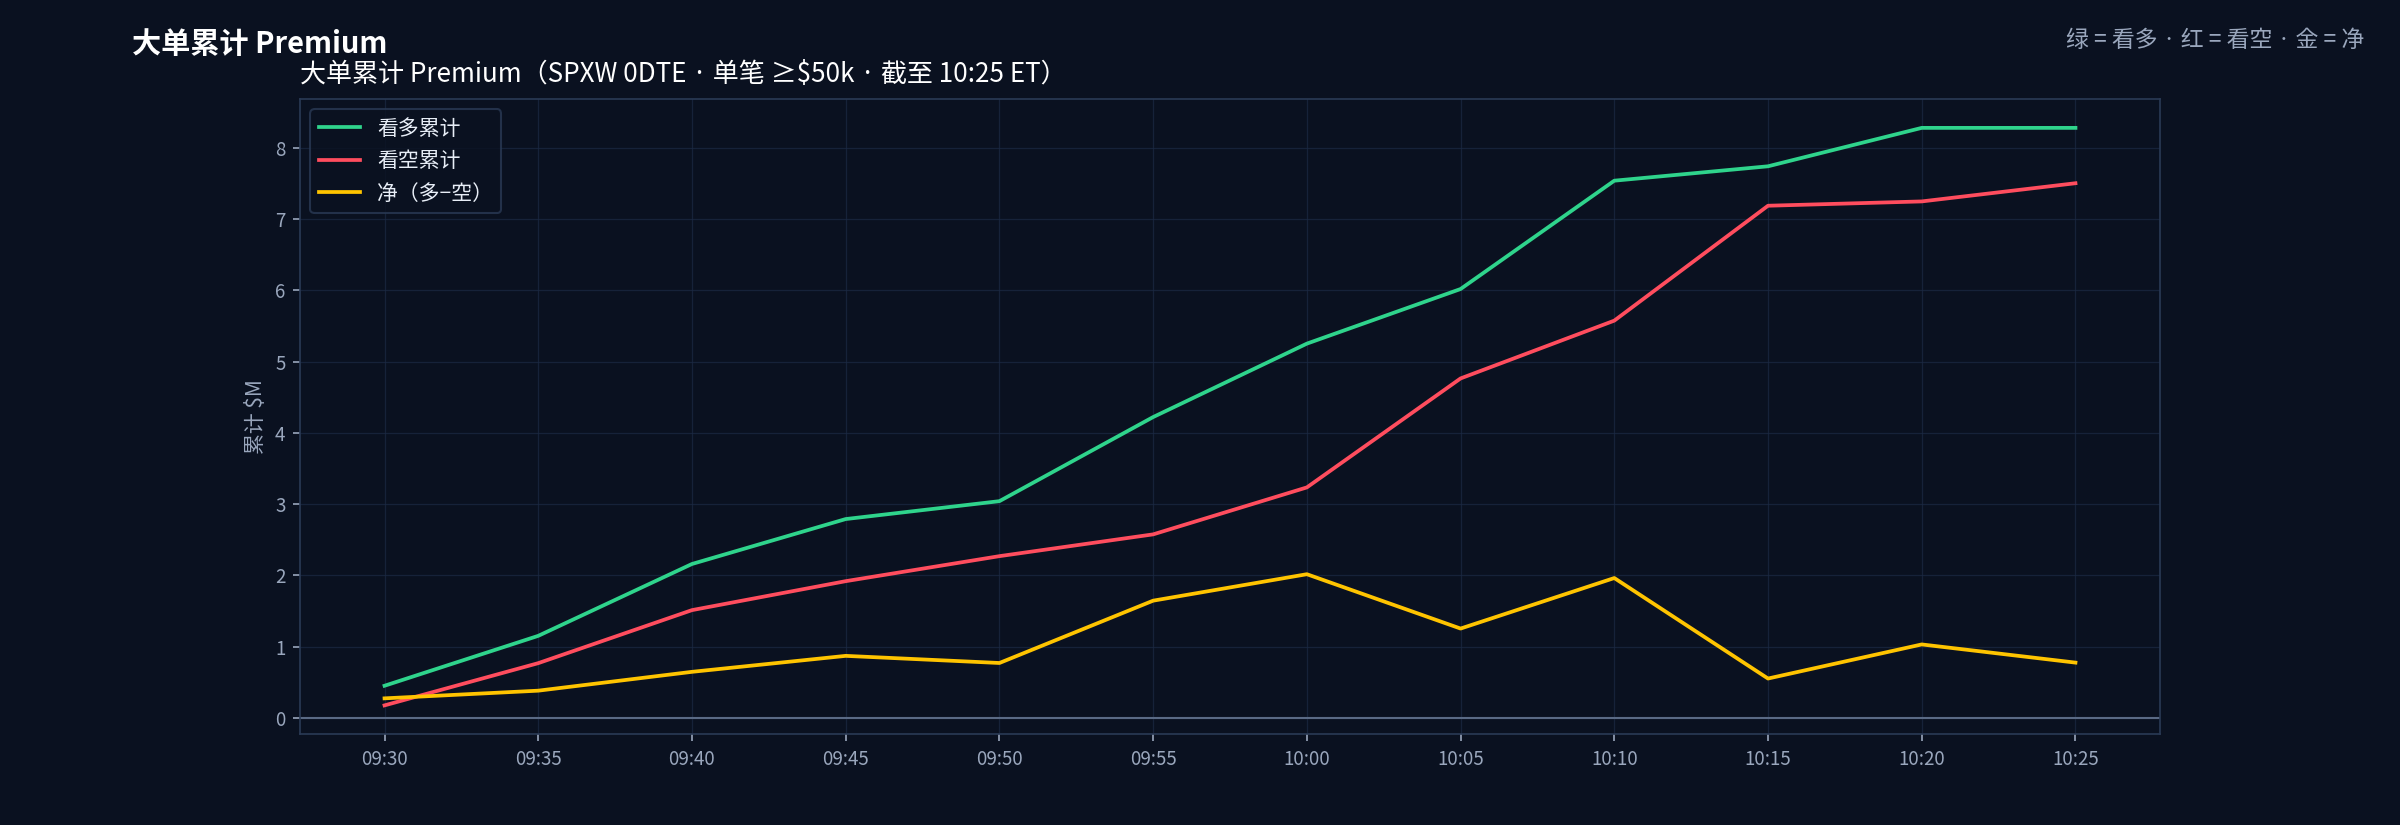 大单累计 Premium
绿 = 看多 · 红 = 看空 · 金 = 净
大单累计 Premium（SPXW 0DTE · 单笔 ≥$50k · 截至 10:25 ET）
看多累计
看空累计
净（多−空）
累计 $M
8
7
6
5
4
3
2
1
0
09:30 09:35 09:40 09:45 09:50 09:55 10:00 10:05 10:10 10:15 10:20 10:25